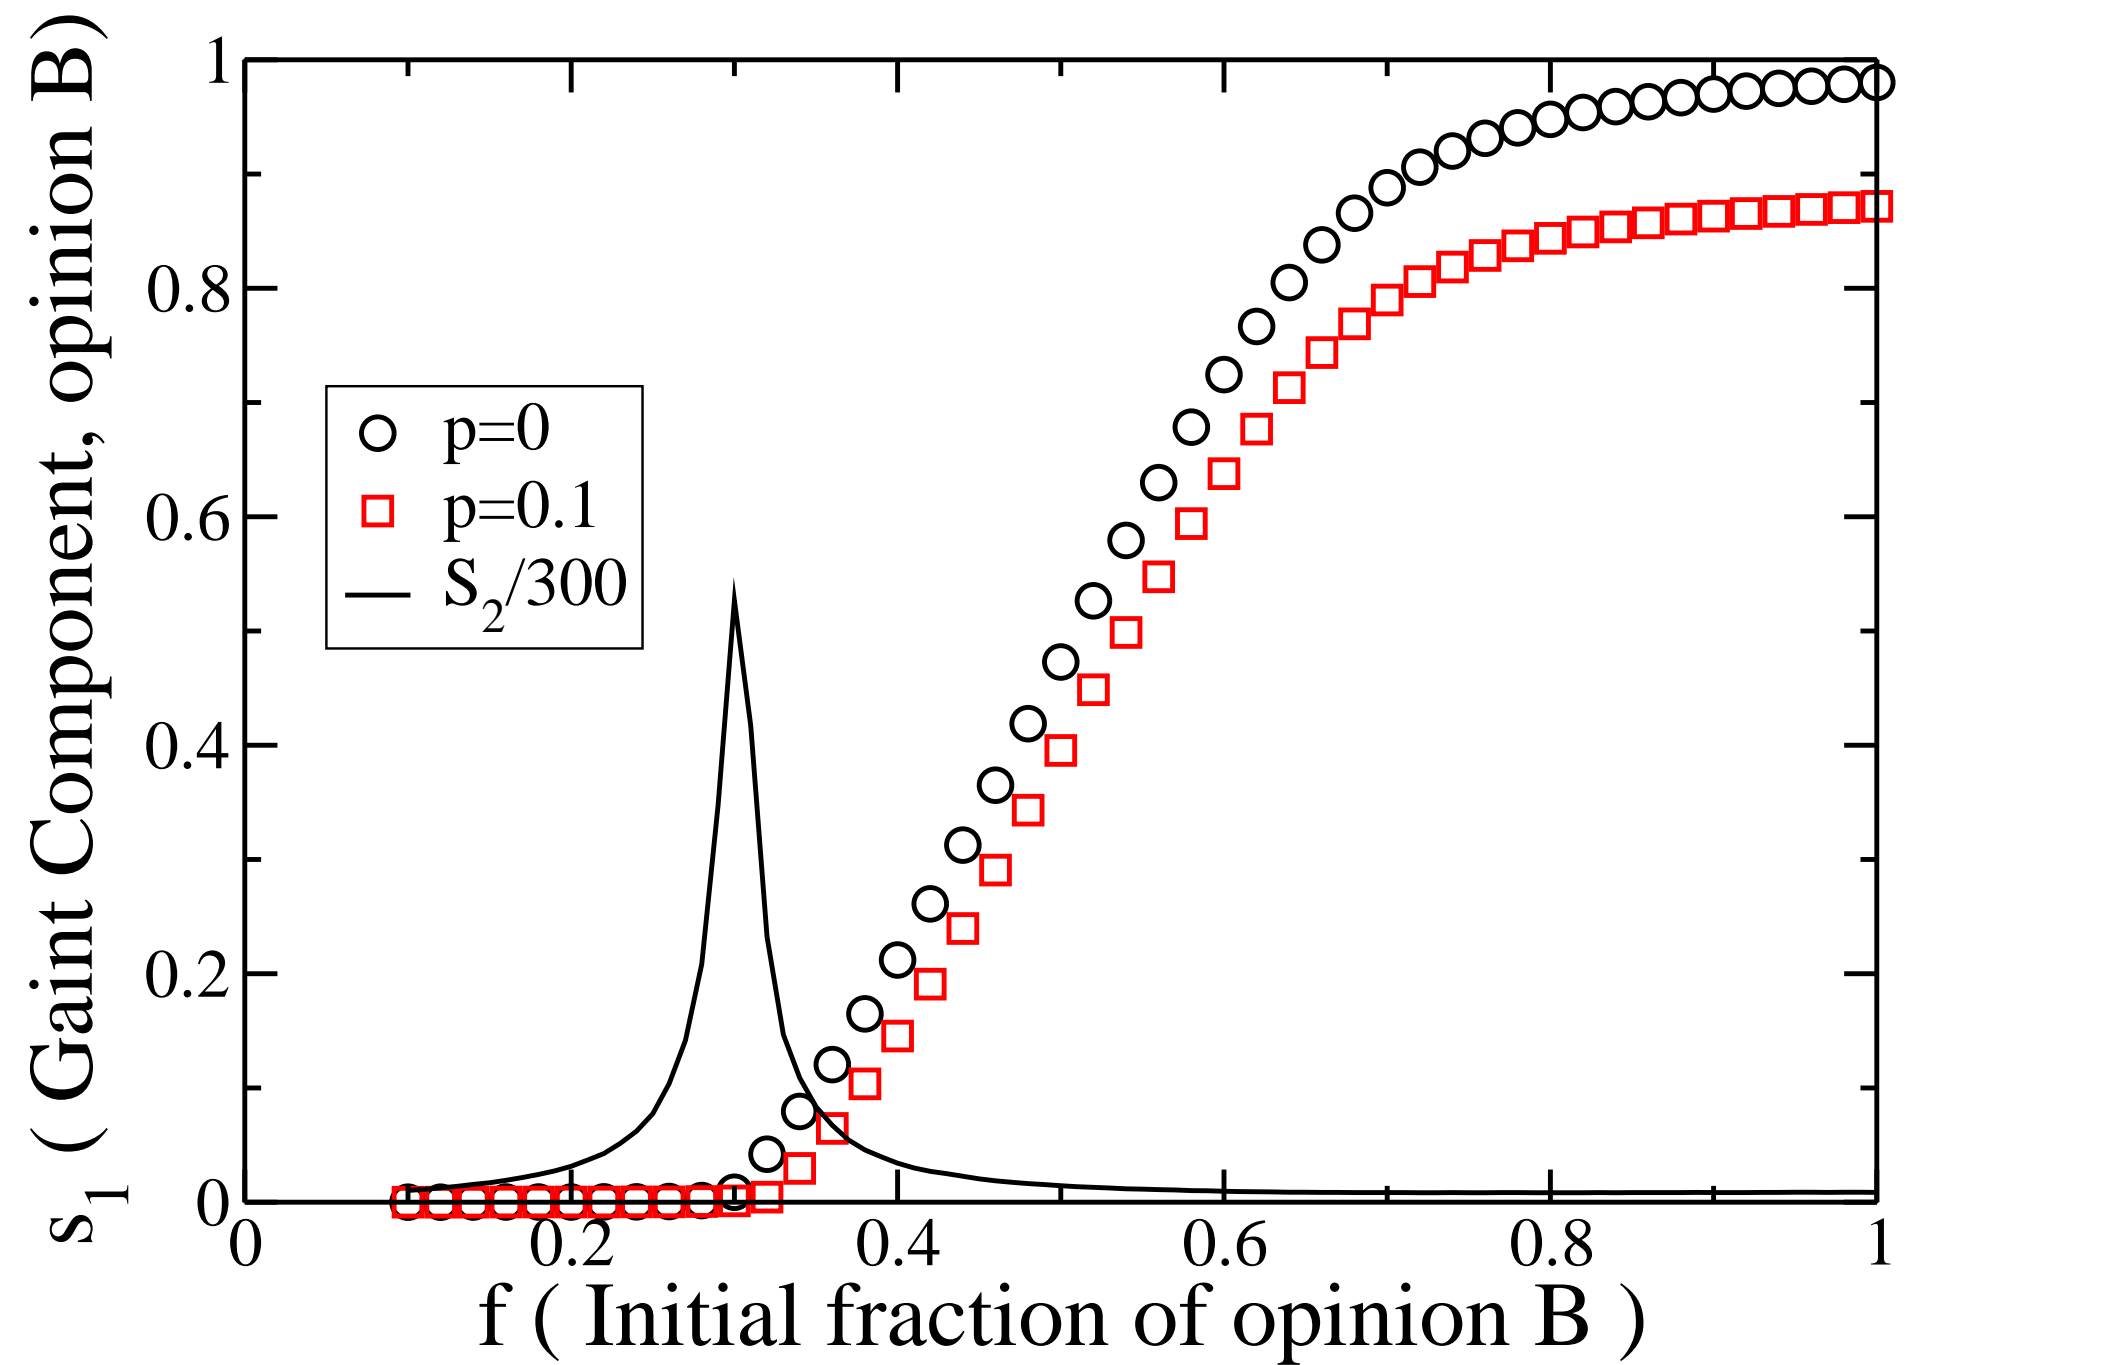 s1 ( Gaint Component, opinion B)
1
0.8
0.6
0.4
0.2
0
p=0
p=0.1
S2/300
0 0.2 0.4 0.6 0.8 1
f ( Initial fraction of opinion B )